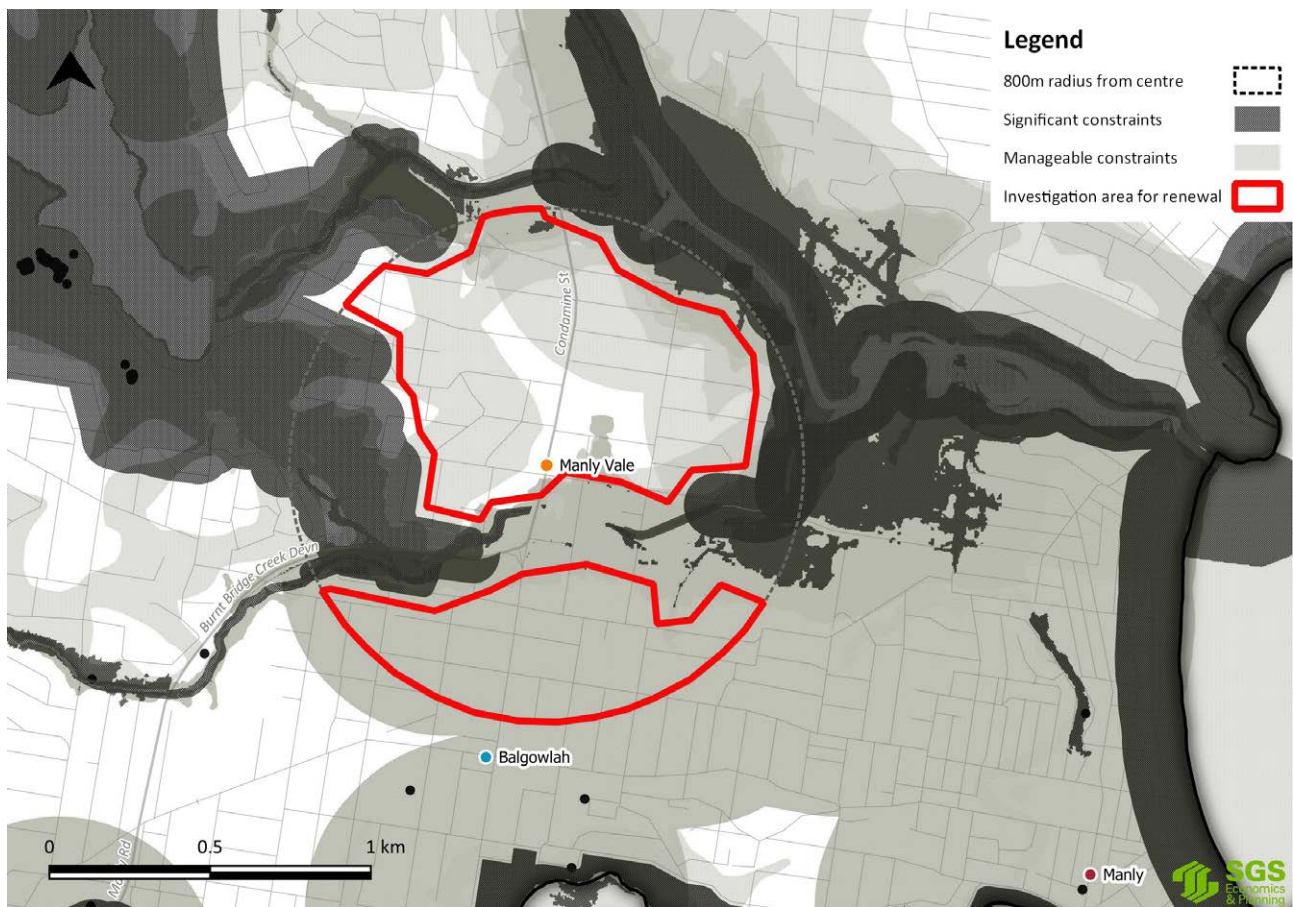 Legend
800m radius from centre
Significant constraints
Manageable constraints
Investigation area for renewal
Condamine St
Manly Vale
Burnt Bridge Creek Devn
Balgowlah
0 0.5 1 km
Rd
Manly
SGS
Economics
& Planning